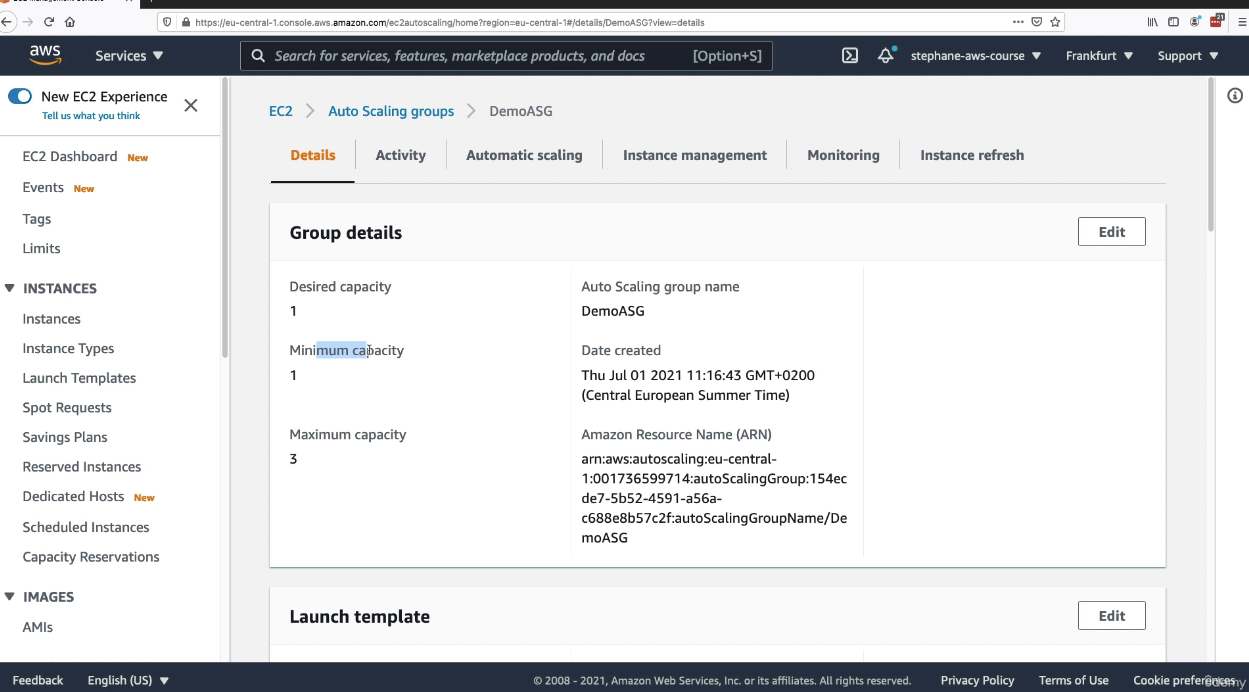 https://eu-central-1.console.aws.amazon.com/ec2autoscaling/home?region=eu-central-1#/details/DemoASG?view=details
21
aws
Services ▼
Search for services, features, marketplace products, and docs [Option+S]
stephane-aws-course ▼
Frankfurt ▼
Support ▼
New EC2 Experience
Tell us what you think
EC2 Dashboard New
Events New
Tags
Limits
INSTANCES
Instances
Instance Types
Launch Templates
Spot Requests
Savings Plans
Reserved Instances
Dedicated Hosts New
Scheduled Instances
Capacity Reservations
IMAGES
AMIs
EC2 > Auto Scaling groups > DemoASG
Details
Activity
Automatic scaling
Instance management
Monitoring
Instance refresh
Group details
Edit
Desired capacity
1
Minimum capacity
1
Maximum capacity
3
Auto Scaling group name
DemoASG
Date created
Thu Jul 01 2021 11:16:43 GMT+0200
(Central European Summer Time)
Amazon Resource Name (ARN)
arn:aws:autoscaling:eu-central-
1:001736599714:autoScalingGroup:154ec
de7-5b52-4591-a56a-
c688e8b57c2f:autoScalingGroupName/De
moASG
Launch template
Edit
Feedback
English (US) ▼
© 2008 - 2021, Amazon Web Services, Inc. or its affiliates. All rights reserved.
Privacy Policy
Terms of Use
Cookie preferences
ûdemy